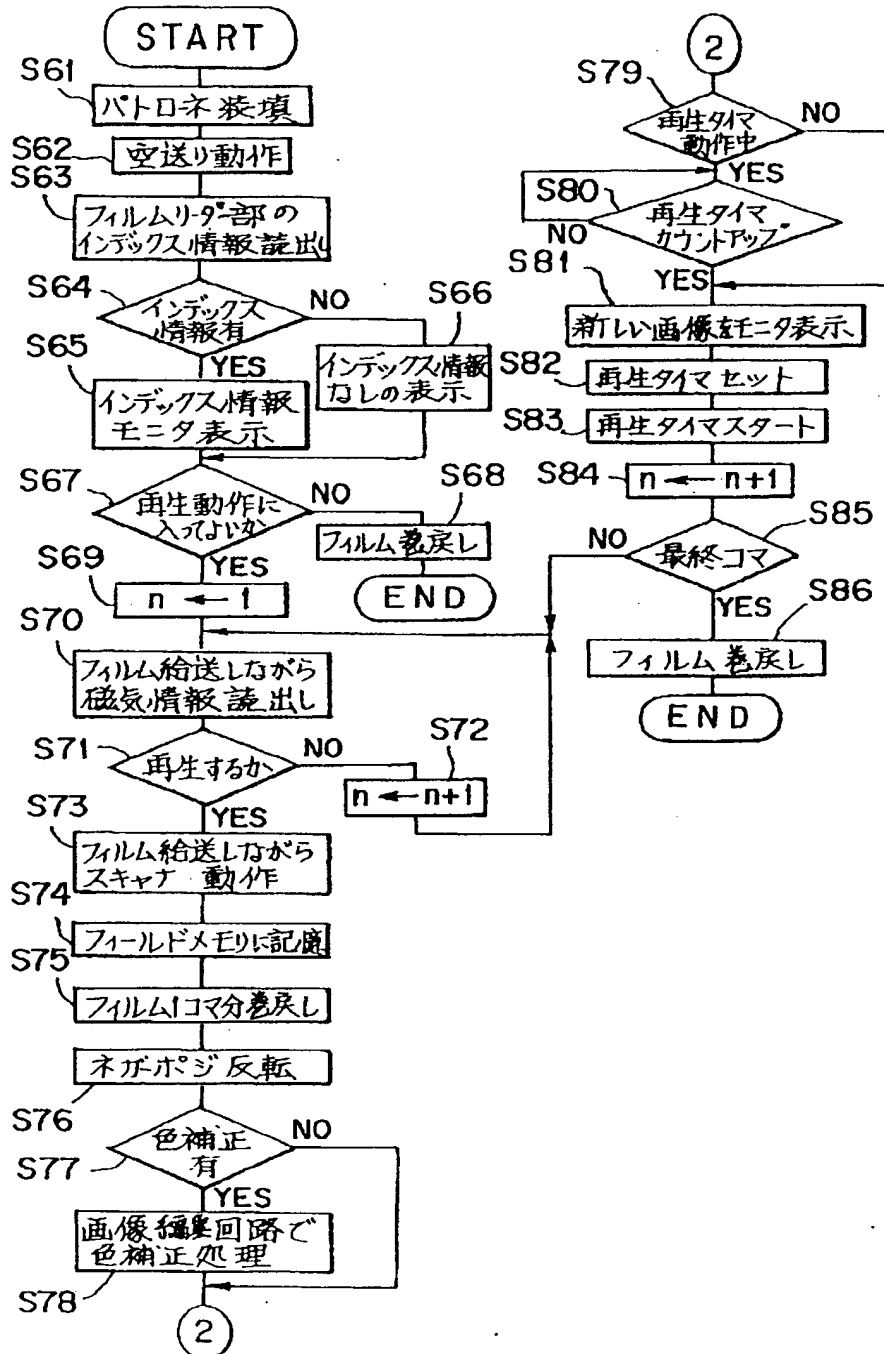 START
S61
パトロネ装填
S62
空送り動作
S63
フィルムリーダー部の
インデックス情報読出し
S64
インデックス
情報有
NO
YES
S66
インデックス情報
なしの表示
S65
インデックス情報
モニタ表示
S67
再生動作に
入ってよいか
NO
YES
S68
フィルム巻戻し
END
S69
n ← 1
S70
フィルム給送しながら
磁気情報読出し
S71
再生するか
NO
YES
S72
n ← n+1
S73
フィルム給送しながら
スキャナ動作
S74
フィールドメモリに記憶
S75
フィルム1コマ分巻戻し
ネガーポジ反転
S76
色補正
有
NO
S77
YES
画像編集回路で
色補正処理
S78
2
2
S79
再生タイマ
動作中
NO
YES
S80
再生タイマ
カウントアップ
NO
YES
S81
新しい画像をモニタ表示
S82
再生タイマセット
S83
再生タイマスタート
S84
n ← n+1
S85
最終コマ
NO
YES
S86
フィルム巻戻し
END